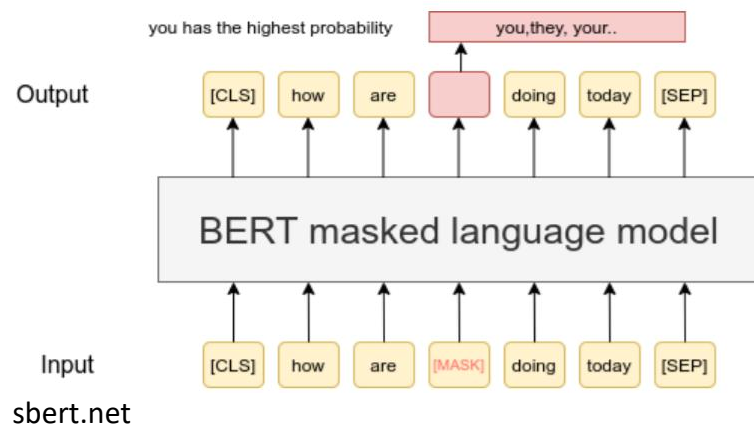 you has the highest probability you,they, your..
Output [CLS] how are doing today [SEP]
BERT masked language model
Input [CLS] how are [MASK] doing today [SEP]
sbert.net